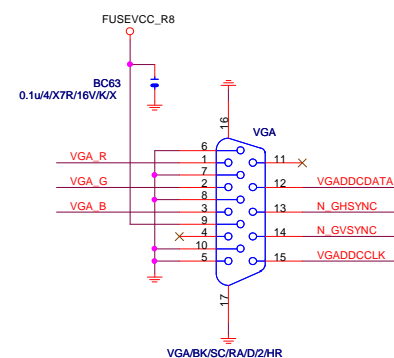 FUSEVCC_R8
BC63
0.1u/4/X7R/16V/K/X
16
VGA
6
VGA_R
1
11
7
VGA_G
2
12
VGADDCDATA
8
VGA_B
3
13
N_GHSYNC
9
4
14
N_GVSYNC
10
5
15
VGADDCCLK
17
VGA/BK/SC/RA/D/2/HR